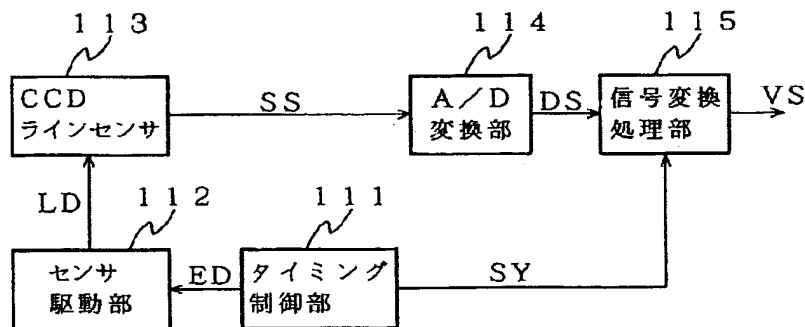 113
114
115
CCD
ラインセンサ
SS
A/D
変換部
DS
信号変換
処理部
VS
LD
112
111
センサ
駆動部
ED
タイミング
制御部
SY